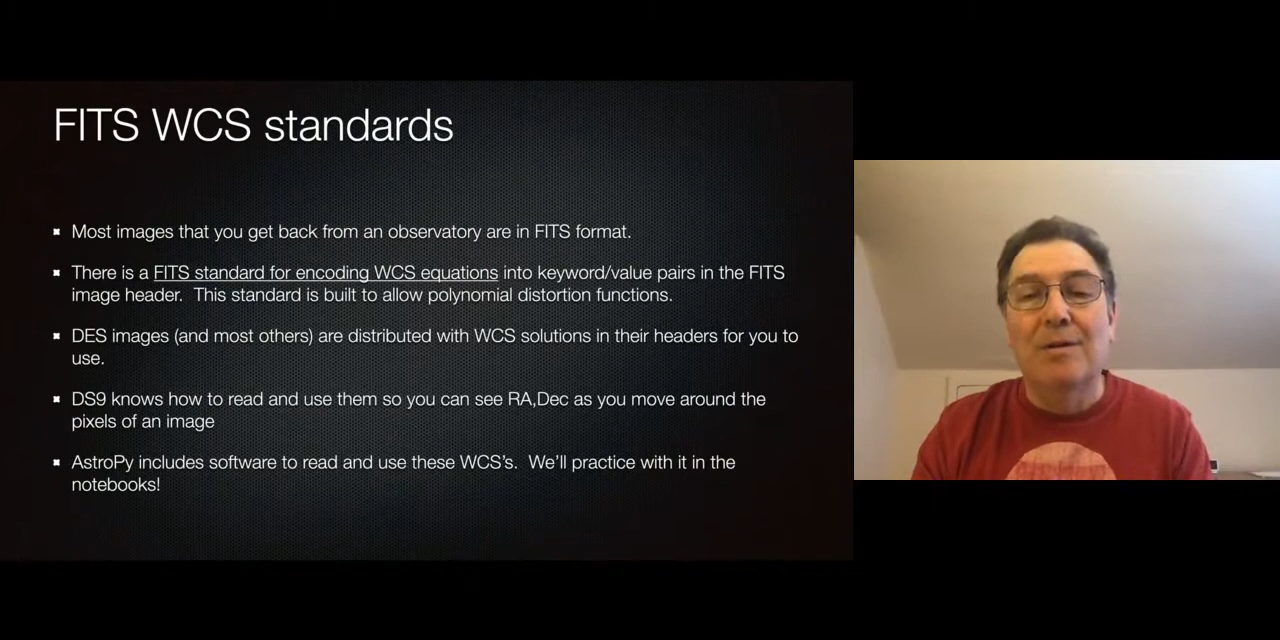 FITS WCS standards
Most images that you get back from an observatory are in FITS format.
There is a FITS standard for encoding WCS equations into keyword/value pairs in the FITS
image header.  This standard is built to allow polynomial distortion functions.
DES images (and most others) are distributed with WCS solutions in their headers for you to
use.
DS9 knows how to read and use them so you can see RA,Dec as you move around the
pixels of an image
AstroPy includes software to read and use these WCS's.  We'll practice with it in the
notebooks!